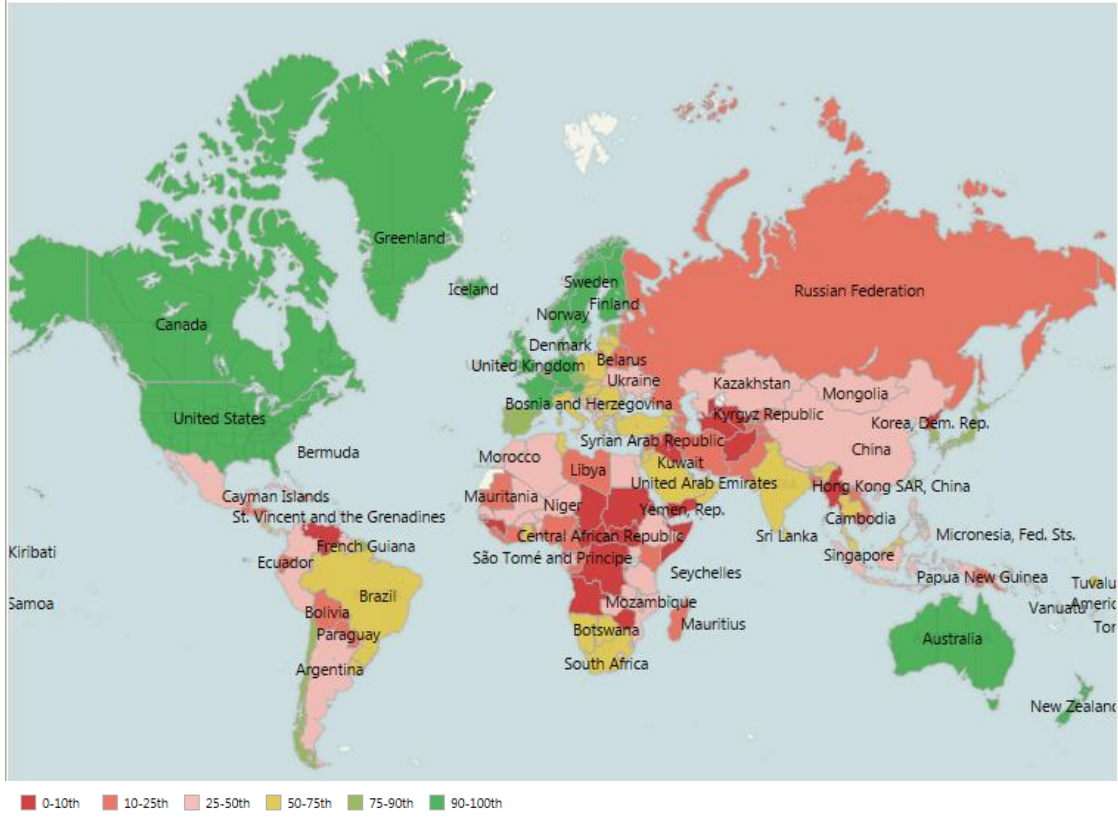 Greenland
Iceland
Sweden
Russian Federation
Finland
Norway
Canada
Denmark
Belarus
United Kingdom
Ukraine
Kazakhstan
Mongolia
Bosnia and Herzegovina
Kyrgyz Republic
United States
Korea, Dem. Rep.
Syrian Arab Republic
Bermuda
China
Morocco
Kuwait
Libya
United Arab Emirates
Hong Kong SAR, China
Cayman Islands
Mauritania
Niger
Yemen, Rep.
St. Vincent and the Grenadines
Cambodia
Central African Republic
Sri Lanka
Micronesia, Fed. Sts.
French Guiana
Kiribati
Singapore
Ecuador
São Tomé and Principe
Seychelles
Papua New Guinea
Tuvalu
Brazil
Samoa
Mozambique
Americ
Vanuatu
Bolivia
Mauritius
Tor
Botswana
Paraguay
Australia
South Africa
Argentina
New Zealand
0-10th 10-25th 25-50th 50-75th 75-90th 90-100th